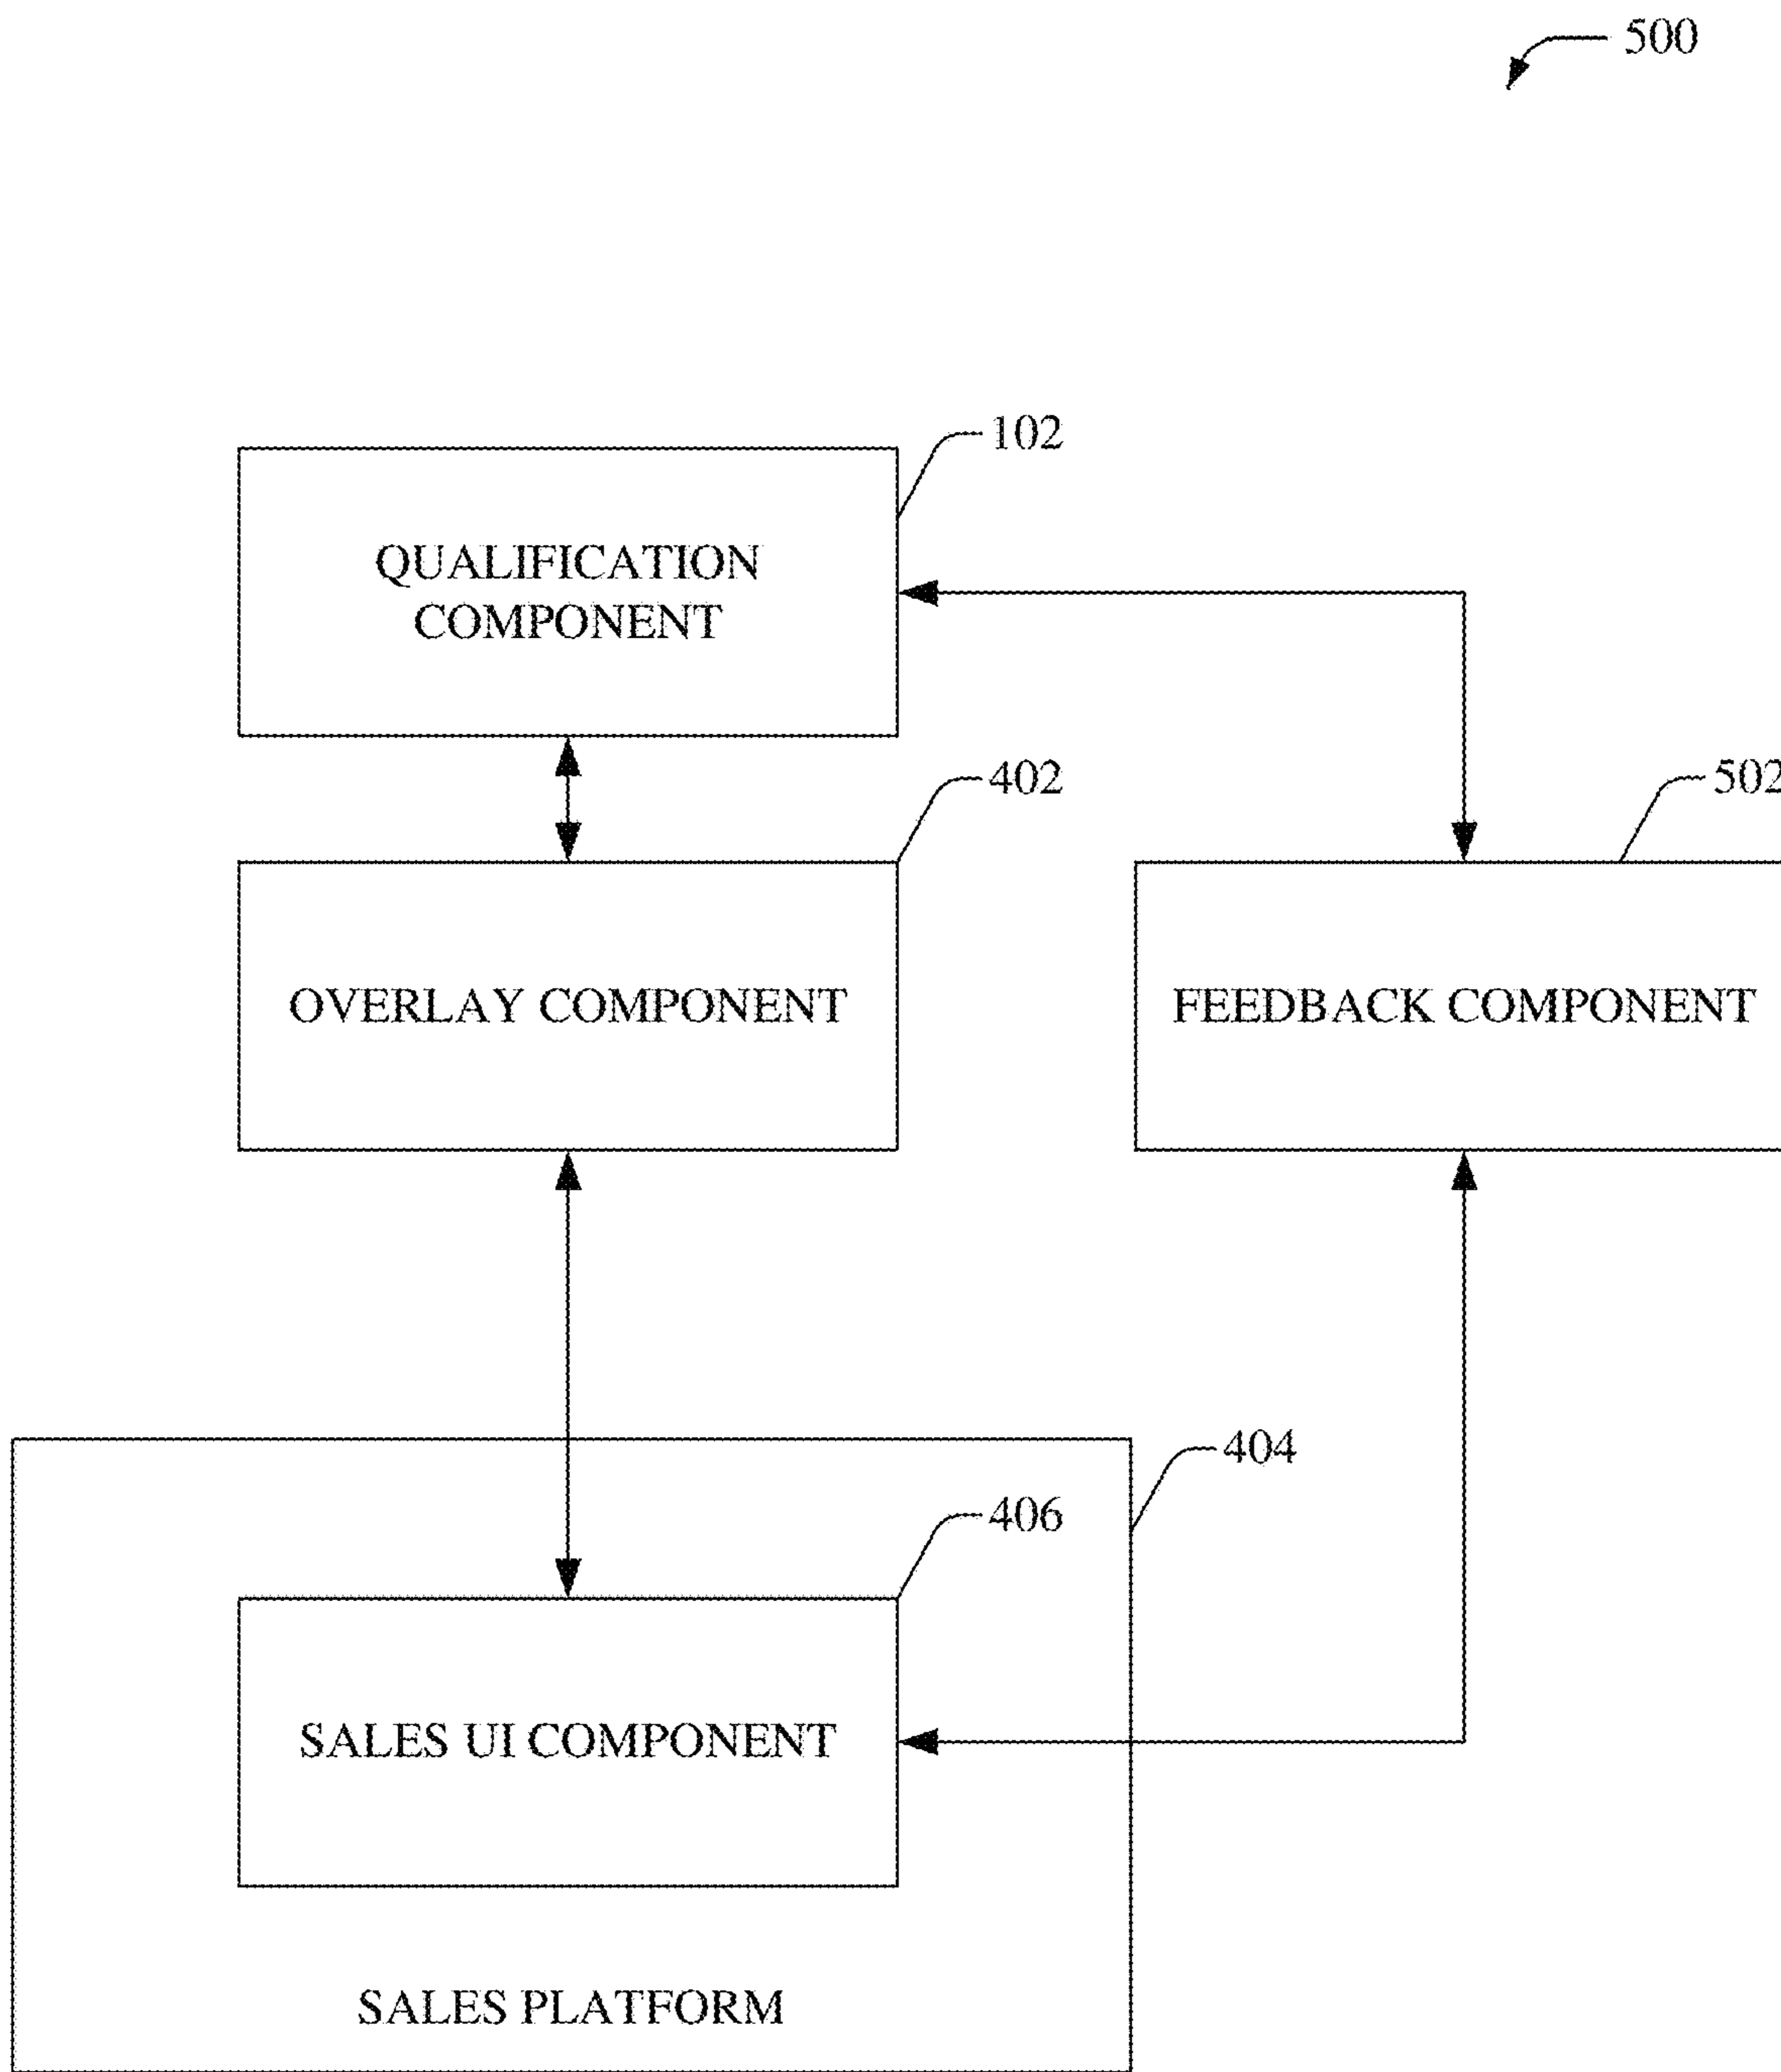 500
102
QUALIFICATION
COMPONENT
402
502
OVERLAY COMPONENT
FEEDBACK COMPONENT
404
406
SALES UI COMPONENT
SALES PLATFORM